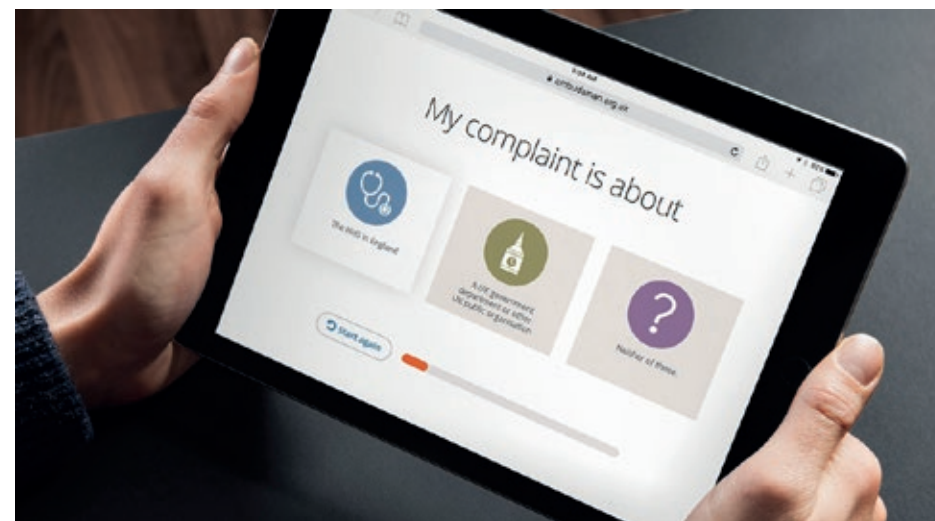 ombudsman.org.uk
My complaint is about
The NHS in England
A UK government
department or other
UK public organisation
?
Neither of these
Start again